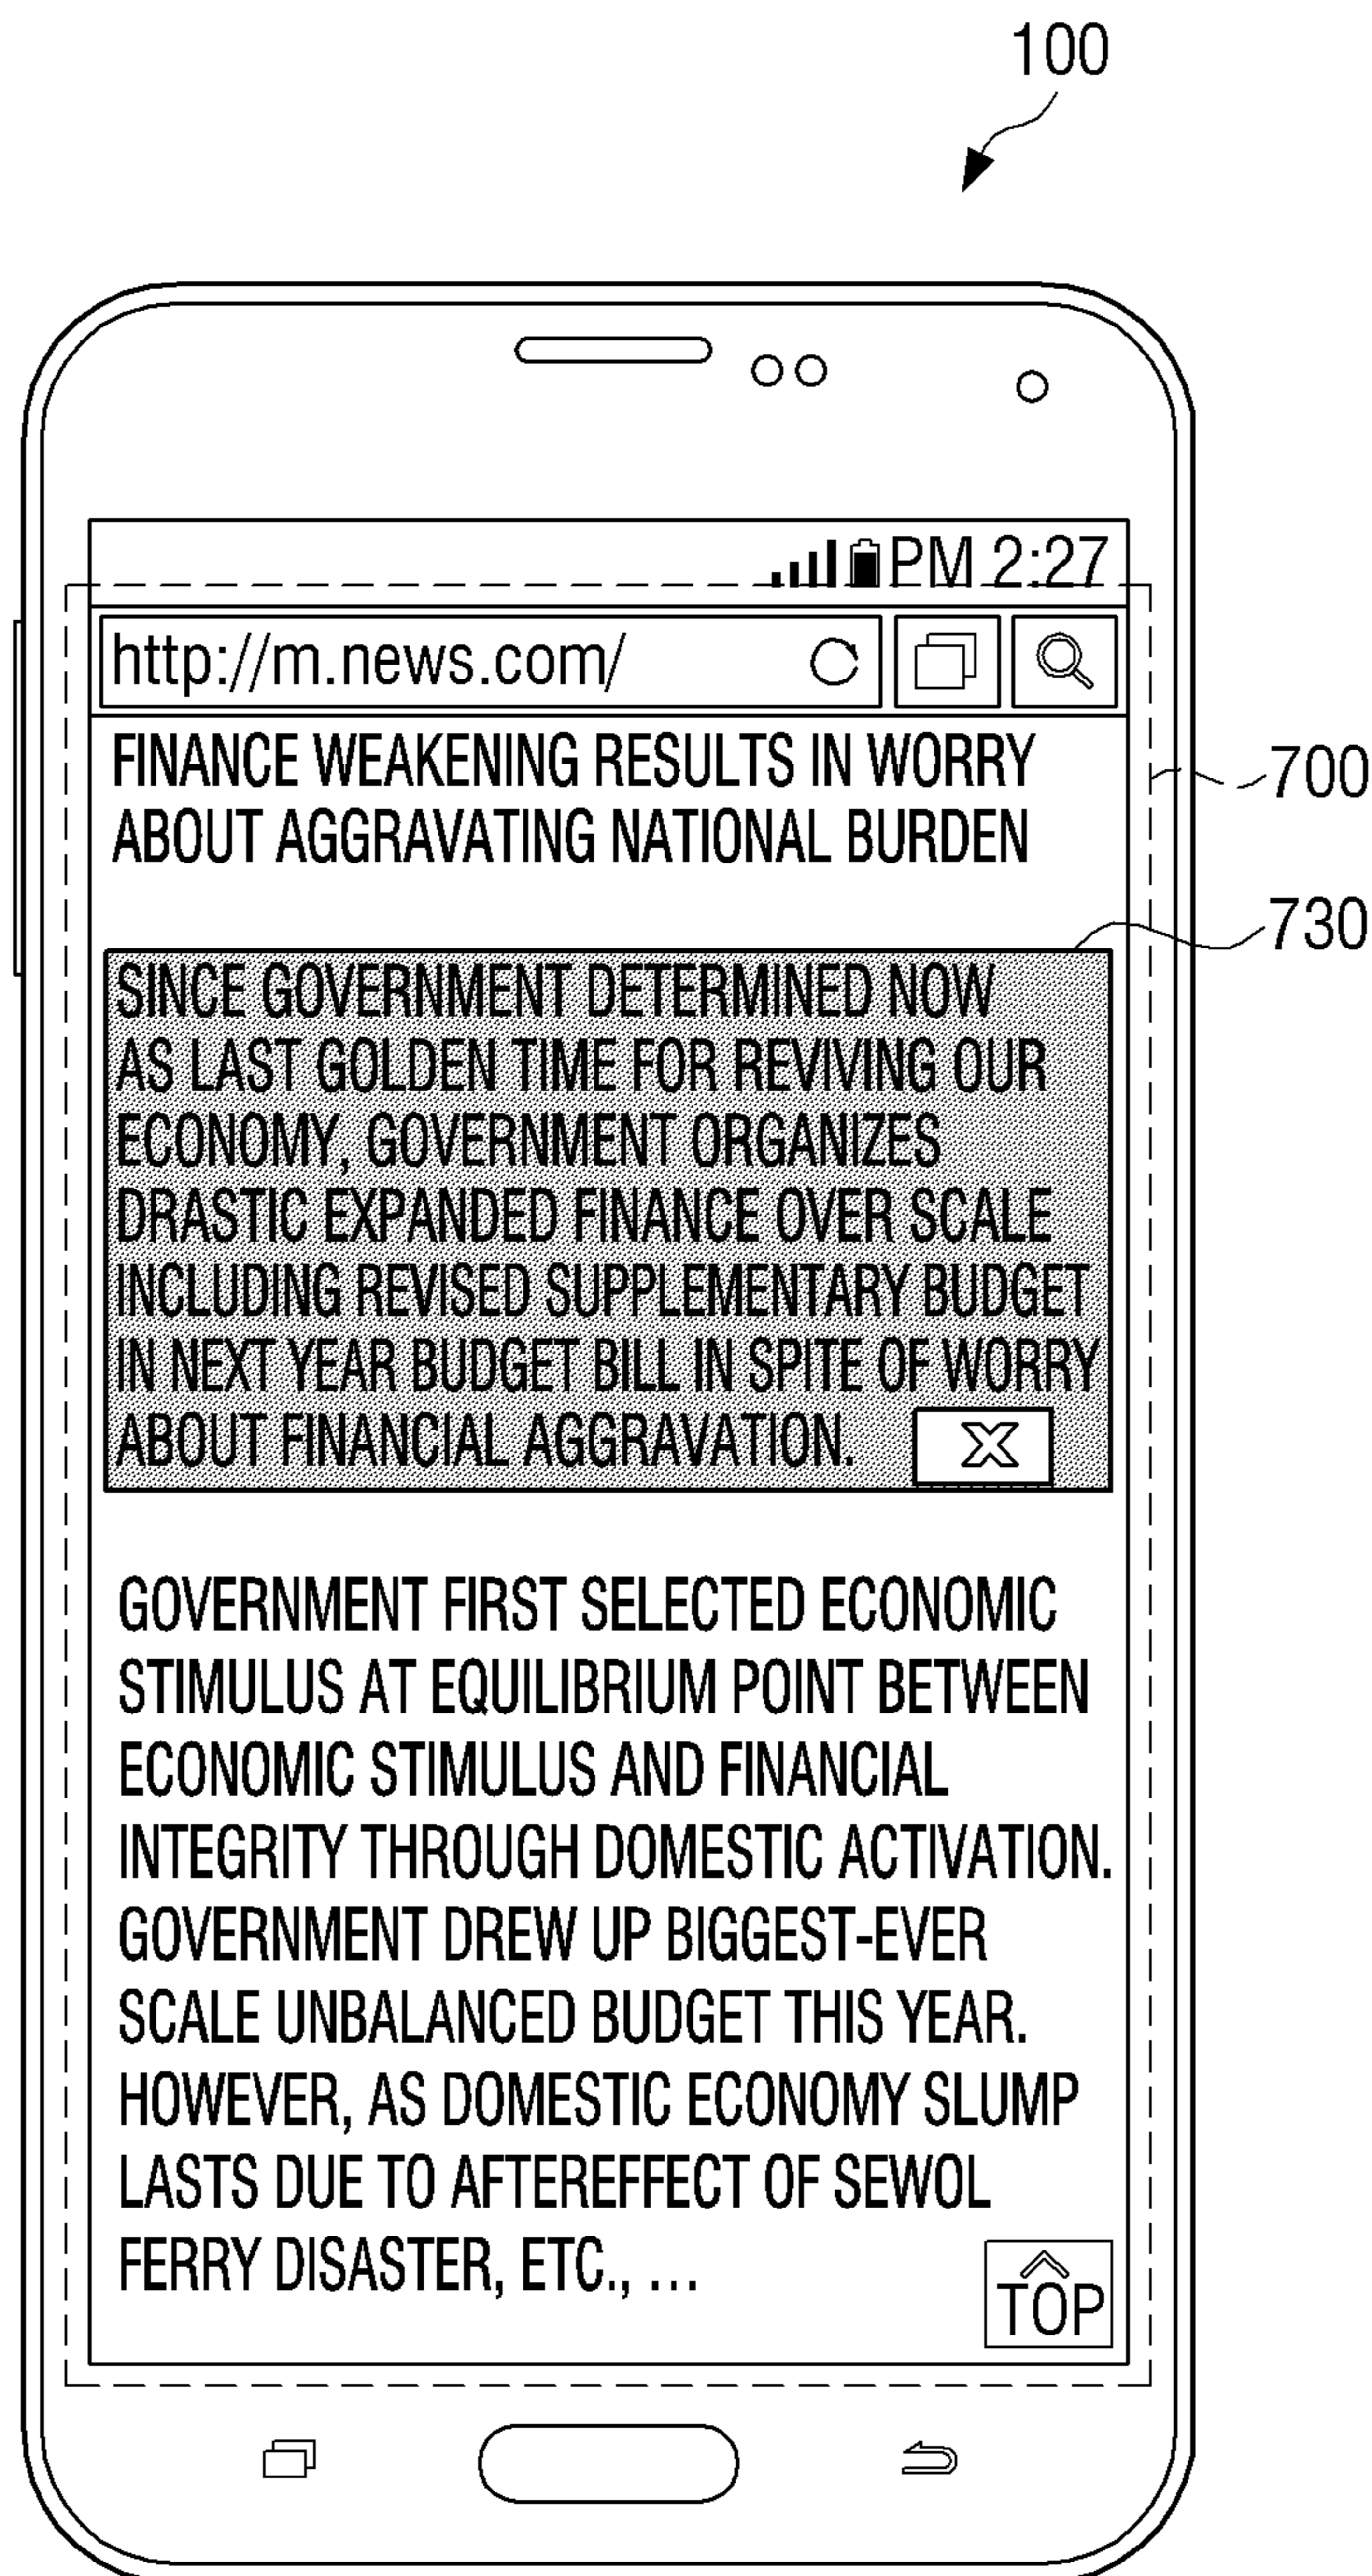 100
PM 2:27
http://m.news.com/
700
FINANCE WEAKENING RESULTS IN WORRY
ABOUT AGGRAVATING NATIONAL BURDEN
730
SINCE GOVERNMENT DETERMINED NOW
AS LAST GOLDEN TIME FOR REVIVING OUR
ECONOMY, GOVERNMENT ORGANIZES
DRASTIC EXPANDED FINANCE OVER SCALE
INCLUDING REVISED SUPPLEMENTARY BUDGET
IN NEXT YEAR BUDGET BILL IN SPITE OF WORRY
ABOUT FINANCIAL AGGRAVATION.
X
GOVERNMENT FIRST SELECTED ECONOMIC
STIMULUS AT EQUILIBRIUM POINT BETWEEN
ECONOMIC STIMULUS AND FINANCIAL
INTEGRITY THROUGH DOMESTIC ACTIVATION.
GOVERNMENT DREW UP BIGGEST-EVER
SCALE UNBALANCED BUDGET THIS YEAR.
HOWEVER, AS DOMESTIC ECONOMY SLUMP
LASTS DUE TO AFTEREFFECT OF SEWOL
FERRY DISASTER, ETC., ...
TOP